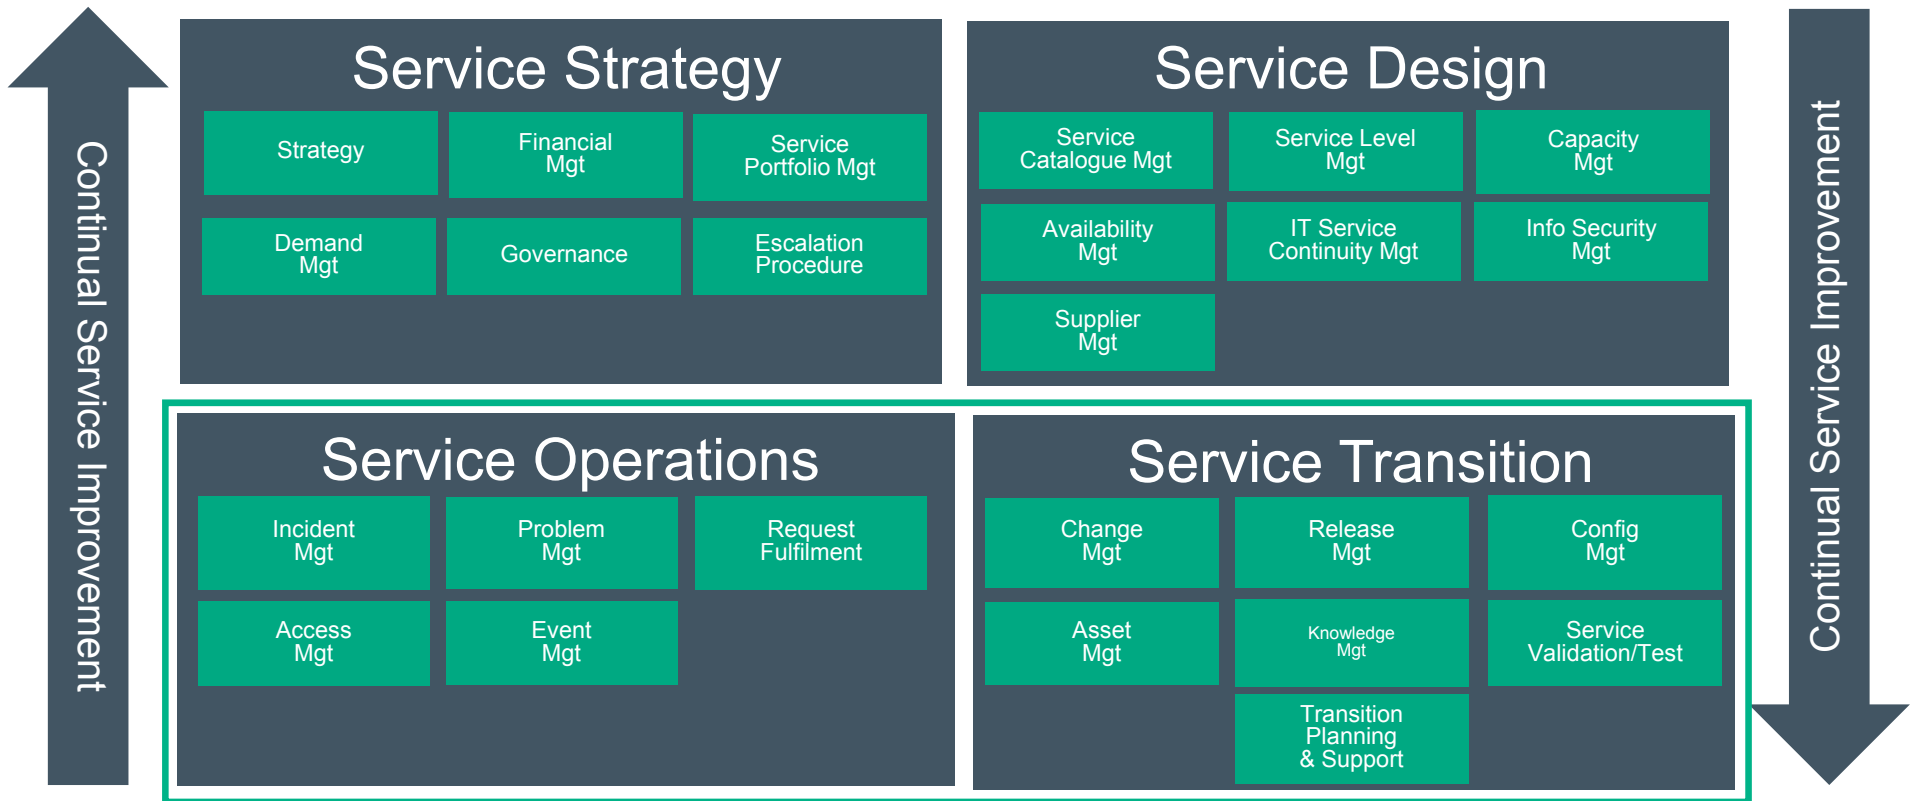 Continual Service Improvement
Service Strategy
Strategy
Financial
Mgt
Service
Portfolio Mgt
Demand
Mgt
Governance
Escalation
Procedure
Service Design
Service
Catalogue Mgt
Service Level
Mgt
Capacity
Mgt
Availability
Mgt
IT Service
Continuity Mgt
Info Security
Mgt
Supplier
Mgt
Service Operations
Incident
Mgt
Problem
Mgt
Request
Fulfilment
Access
Mgt
Event
Mgt
Service Transition
Change
Mgt
Release
Mgt
Config
Mgt
Asset
Mgt
Knowledge
Mgt
Service
Validation/Test
Transition
Planning
& Support
Continual Service Improvement